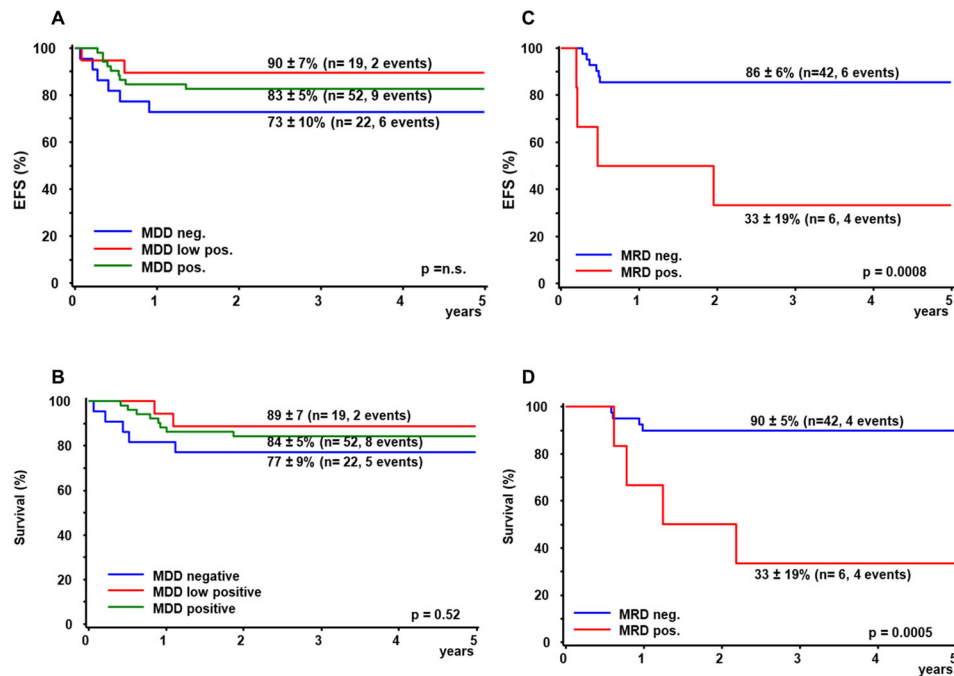 A
100
80
60
40
80
20
0
EFS (%)
90 ± 7% (n= 19, 2 events)
83 ± 5% (n= 52, 9 events)
73 ± 10% (n= 22, 6 events)
MDD neg.
MDD low pos.
MDD pos.
p =n.s.
0 1 2 3 4 5
years
C
100
80
60
40
80
20
0
EFS (%)
86 ± 6% (n=42, 6 events)
33 ± 19% (n= 6, 4 events)
MRD neg.
MRD pos.
p = 0.0008
0 1 2 3 4 5
years
B
100
80
60
40
80
20
0
Survival (%)
89 ± 7 (n= 19, 2 events)
84 ± 5% (n= 52, 8 events)
77 ± 9% (n= 22, 5 events)
MDD negative
MDD low positive
MDD positive
p = 0.52
0 1 2 3 4 5
years
D
100
80
60
40
80
20
0
Survival (%)
90 ± 5% (n=42, 4 events)
33 ± 19% (n= 6, 4 events)
MRD neg.
MRD pos.
p = 0.0005
0 1 2 3 4 5
years